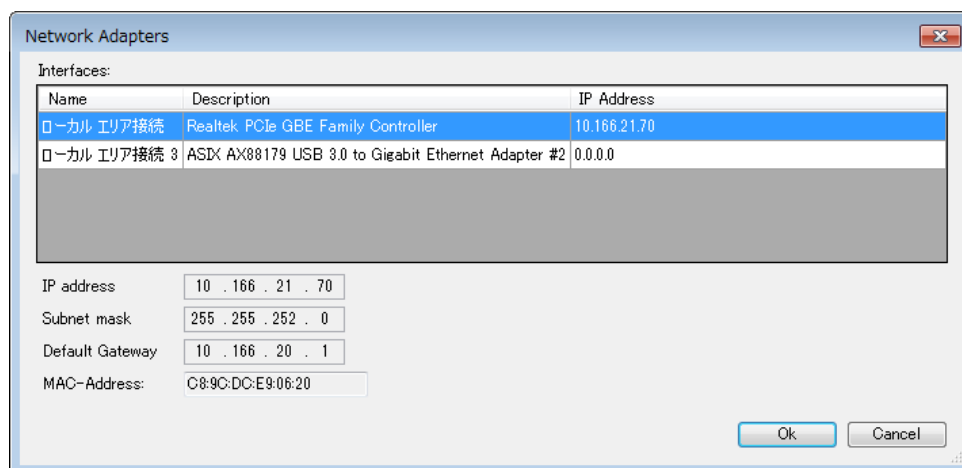 Network Adapters
Interfaces:
Name Description IP Address
ローカル エリア接続 Realtek PCIe GBE Family Controller 10.166.21.70
ローカル エリア接続 3 ASIX AX88179 USB 3.0 to Gigabit Ethernet Adapter #2 0.0.0.0
IP address 10 . 166 . 21 . 70
Subnet mask 255 . 255 . 252 . 0
Default Gateway 10 . 166 . 20 . 1
MAC-Address: C8:9C:DC:E9:06:20
Ok Cancel